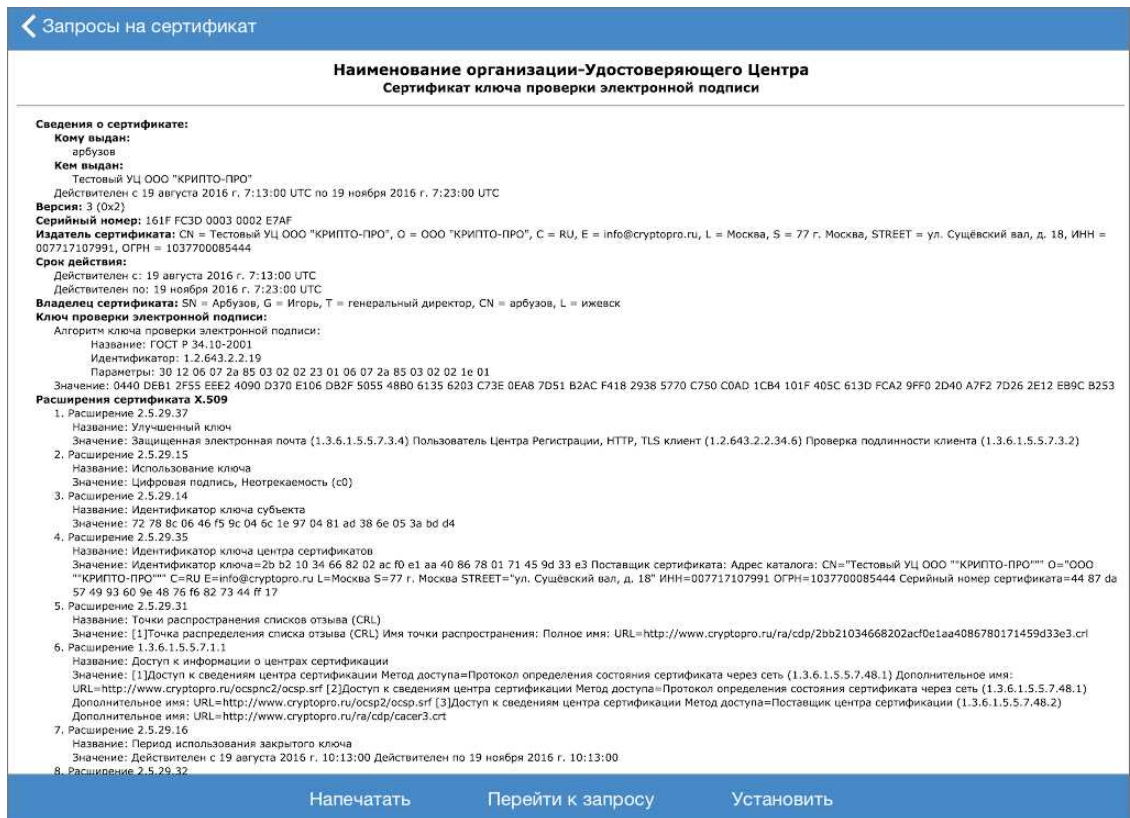 Запросы на сертификат
Наименование организации-Удостоверяющего Центра
Сертификат ключа проверки электронной подписи
Сведения о сертификате:
Кому выдан:
арбузов
Кем выдан:
Тестовый УЦ ООО "КРИПТО-ПРО"
Действителен с 19 августа 2016 г. 7:13:00 UTC по 19 ноября 2016 г. 7:23:00 UTC
Версия: 3 (0x2)
Серийный номер: 161F FC3D 0003 0002 E7AF
Издатель сертификата: CN = Тестовый УЦ ООО "КРИПТО-ПРО", O = ООО "КРИПТО-ПРО", C = RU, E = info@cryptopro.ru, L = Москва, S = 77 г. Москва, STREET = ул. Сущёвский вал, д. 18, ИНН =
007717107991, ОГРН = 1037700085444
Срок действия:
Действителен с: 19 августа 2016 г. 7:13:00 UTC
Действителен по: 19 ноября 2016 г. 7:23:00 UTC
Владелец сертификата: SN = Арбузов, G = Игорь, T = генеральный директор, CN = арбузов, L = ижевск
Ключ проверки электронной подписи:
Алгоритм ключа проверки электронной подписи:
Название: ГОСТ Р 34.10-2001
Идентификатор: 1.2.643.2.2.19
Параметры: 30 12 06 07 2a 85 03 02 02 23 01 06 07 2a 85 03 02 02 1e 01
Значение: 0440 DEB1 2F55 EEE2 4090 D370 E106 DB2F 5055 48B0 6135 6203 C73E 0EA8 7D51 B2AC F418 2938 5770 C750 C0AD 1CB4 101F 405C 613D FCA2 9FF0 2D40 A7F2 7D26 2E12 EB9C B253
Расширения сертификата X.509
1. Расширение 2.5.29.37
Название: Улучшенный ключ
Значение: Защищенная электронная почта (1.3.6.1.5.5.7.3.4) Пользователь Центра Регистрации, HTTP, TLS клиент (1.2.643.2.2.34.6) Проверка подлинности клиента (1.3.6.1.5.5.7.3.2)
2. Расширение 2.5.29.15
Название: Использование ключа
Значение: Цифровая подпись, Неотрекаемость (c0)
3. Расширение 2.5.29.14
Название: Идентификатор ключа субъекта
Значение: 72 78 8c 06 46 f5 9c 04 6c 1e 97 04 81 ad 38 6e 05 3a bd d4
4. Расширение 2.5.29.35
Название: Идентификатор ключа центра сертификатов
Значение: Идентификатор ключа=2b b2 10 34 66 82 02 ac f0 e1 aa 40 86 78 01 71 45 9d 33 e3 Поставщик сертификата: Адрес каталога: CN="Тестовый УЦ ООО ""КРИПТО-ПРО""" O="ООО
""КРИПТО-ПРО""" C=RU E=info@cryptopro.ru L=Москва S=77 г. Москва STREET="ул. Сущёвский вал, д. 18" ИНН=007717107991 ОГРН=1037700085444 Серийный номер сертификата=44 87 da
57 49 93 60 9e 48 76 f6 82 73 44 ff 17
5. Расширение 2.5.29.31
Название: Точки распространения списков отзыва (CRL)
Значение: [1]Точка распределения списка отзыва (CRL) Имя точки распространения: Полное имя: URL=http://www.cryptopro.ru/ra/cdp/2bb21034668202acf0e1aa4086780171459d33e3.crl
6. Расширение 1.3.6.1.5.5.7.1.1
Название: Доступ к информации о центрах сертификации
Значение: [1]Доступ к сведениям центра сертификации Метод доступа=Протокол определения состояния сертификата через сеть (1.3.6.1.5.5.7.48.1) Дополнительное имя:
URL=http://www.cryptopro.ru/ocspnc2/ocsp.srf [2]Доступ к сведениям центра сертификации Метод доступа=Протокол определения состояния сертификата через сеть (1.3.6.1.5.5.7.48.1)
Дополнительное имя: URL=http://www.cryptopro.ru/ocsp2/ocsp.srf [3]Доступ к сведениям центра сертификации Метод доступа=Поставщик центра сертификации (1.3.6.1.5.5.7.48.2)
Дополнительное имя: URL=http://www.cryptopro.ru/ra/cdp/cacer3.crt
7. Расширение 2.5.29.16
Название: Период использования закрытого ключа
Значение: Действителен с 19 августа 2016 г. 10:13:00 Действителен по 19 ноября 2016 г. 10:13:00
8. Расширение 2.5.29.32
Напечатать Перейти к запросу Установить